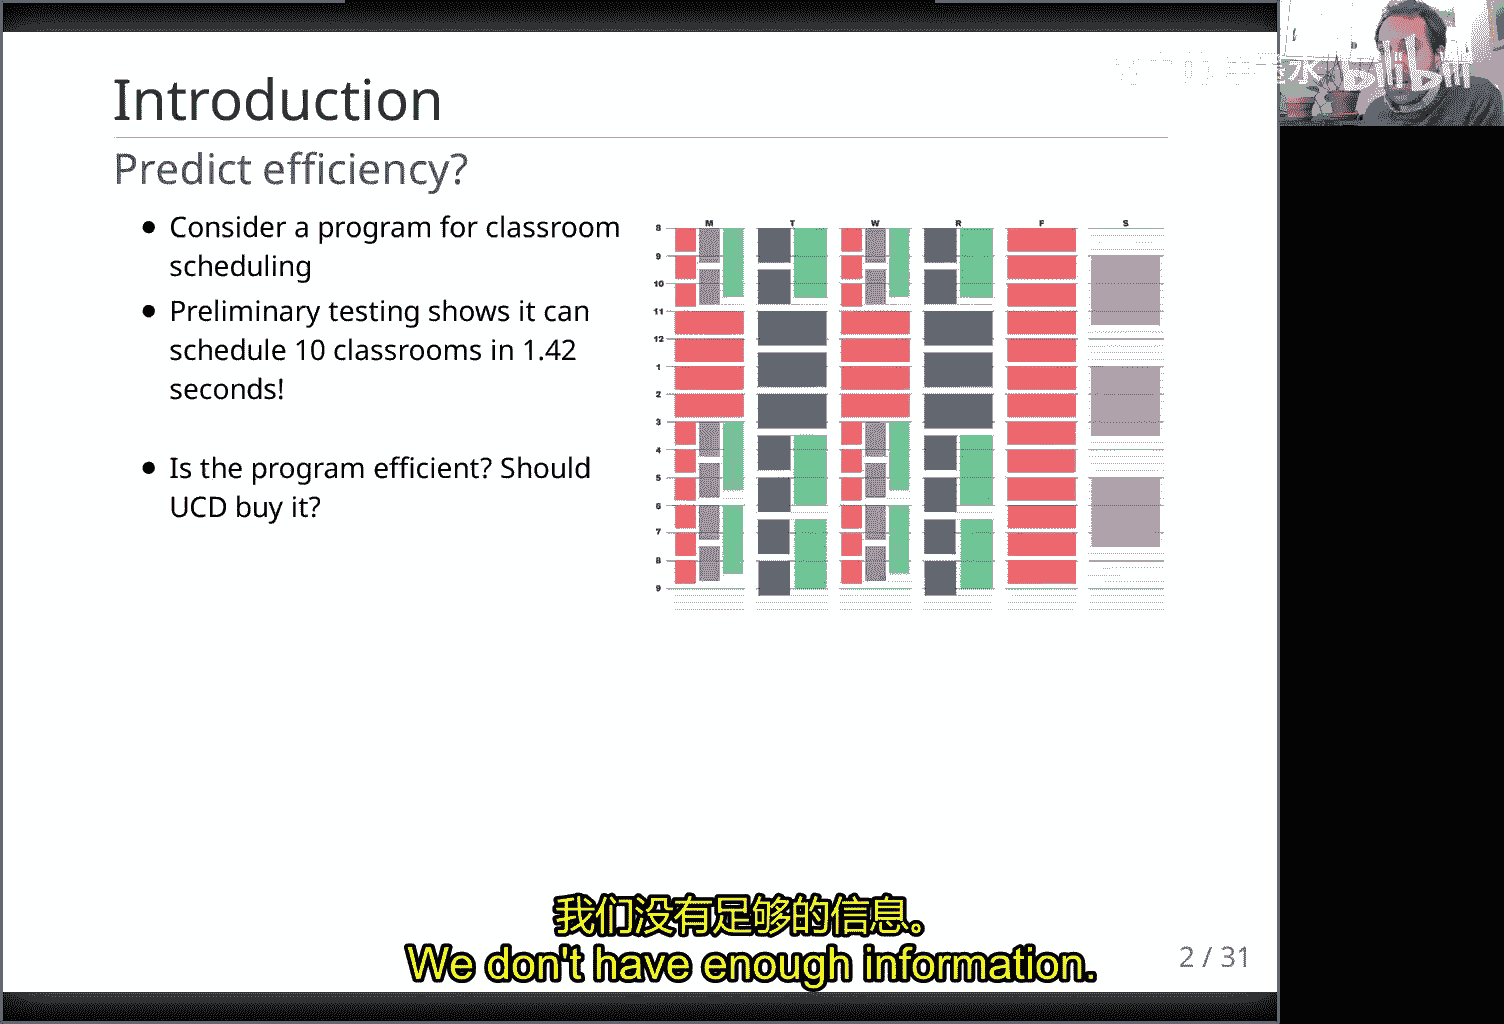 Introduction
Predict efficiency?
● Consider a program for classroom
scheduling
● Preliminary testing shows it can
schedule 10 classrooms in 1.42
seconds!
● Is the program efficient? Should
UCD buy it?
M T W R F S
8
9
10
11
12
1
2
3
4
5
6
7
8
9
我们没有足够的信息。
We don't have enough information.
2 / 31
bilibili